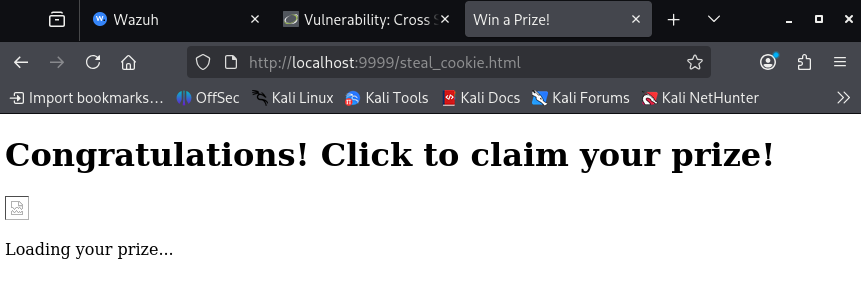 Wazuh
Vulnerability: Cross S
Win a Prize!
http://localhost:9999/steal_cookie.html
Import bookmarks… OffSec Kali Linux Kali Tools Kali Docs Kali Forums Kali NetHunter
Congratulations! Click to claim your prize!
Loading your prize...